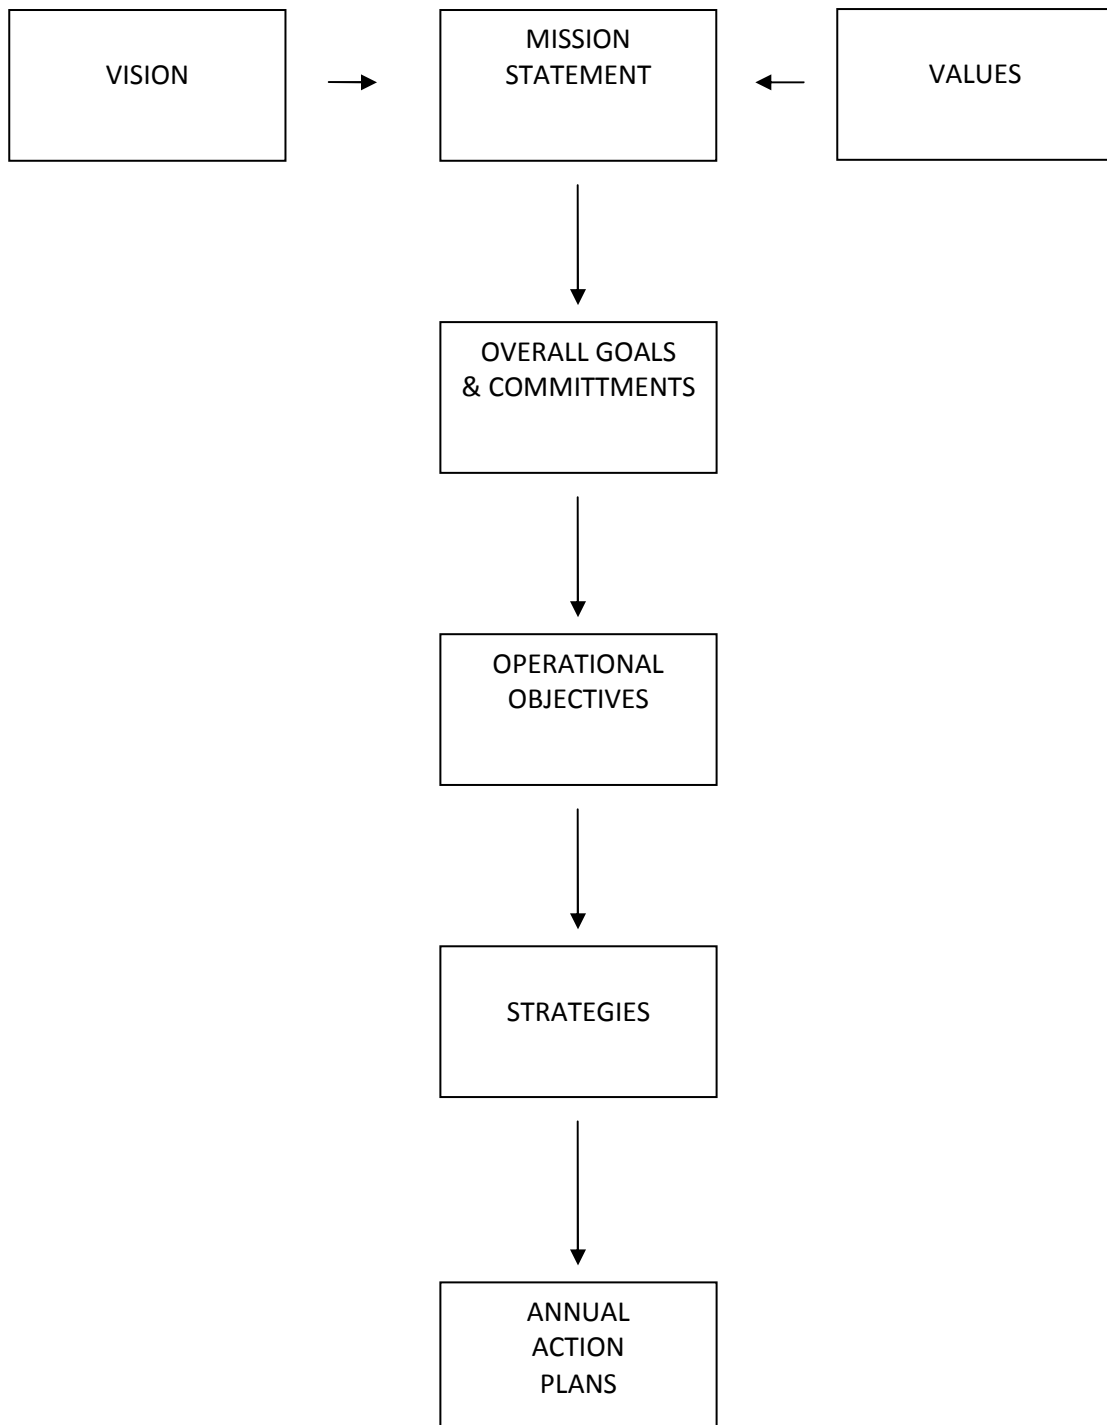 VISION
MISSION
STATEMENT
VALUES
OVERALL GOALS
& COMMITTMENTS
OPERATIONAL
OBJECTIVES
STRATEGIES
ANNUAL
ACTION
PLANS